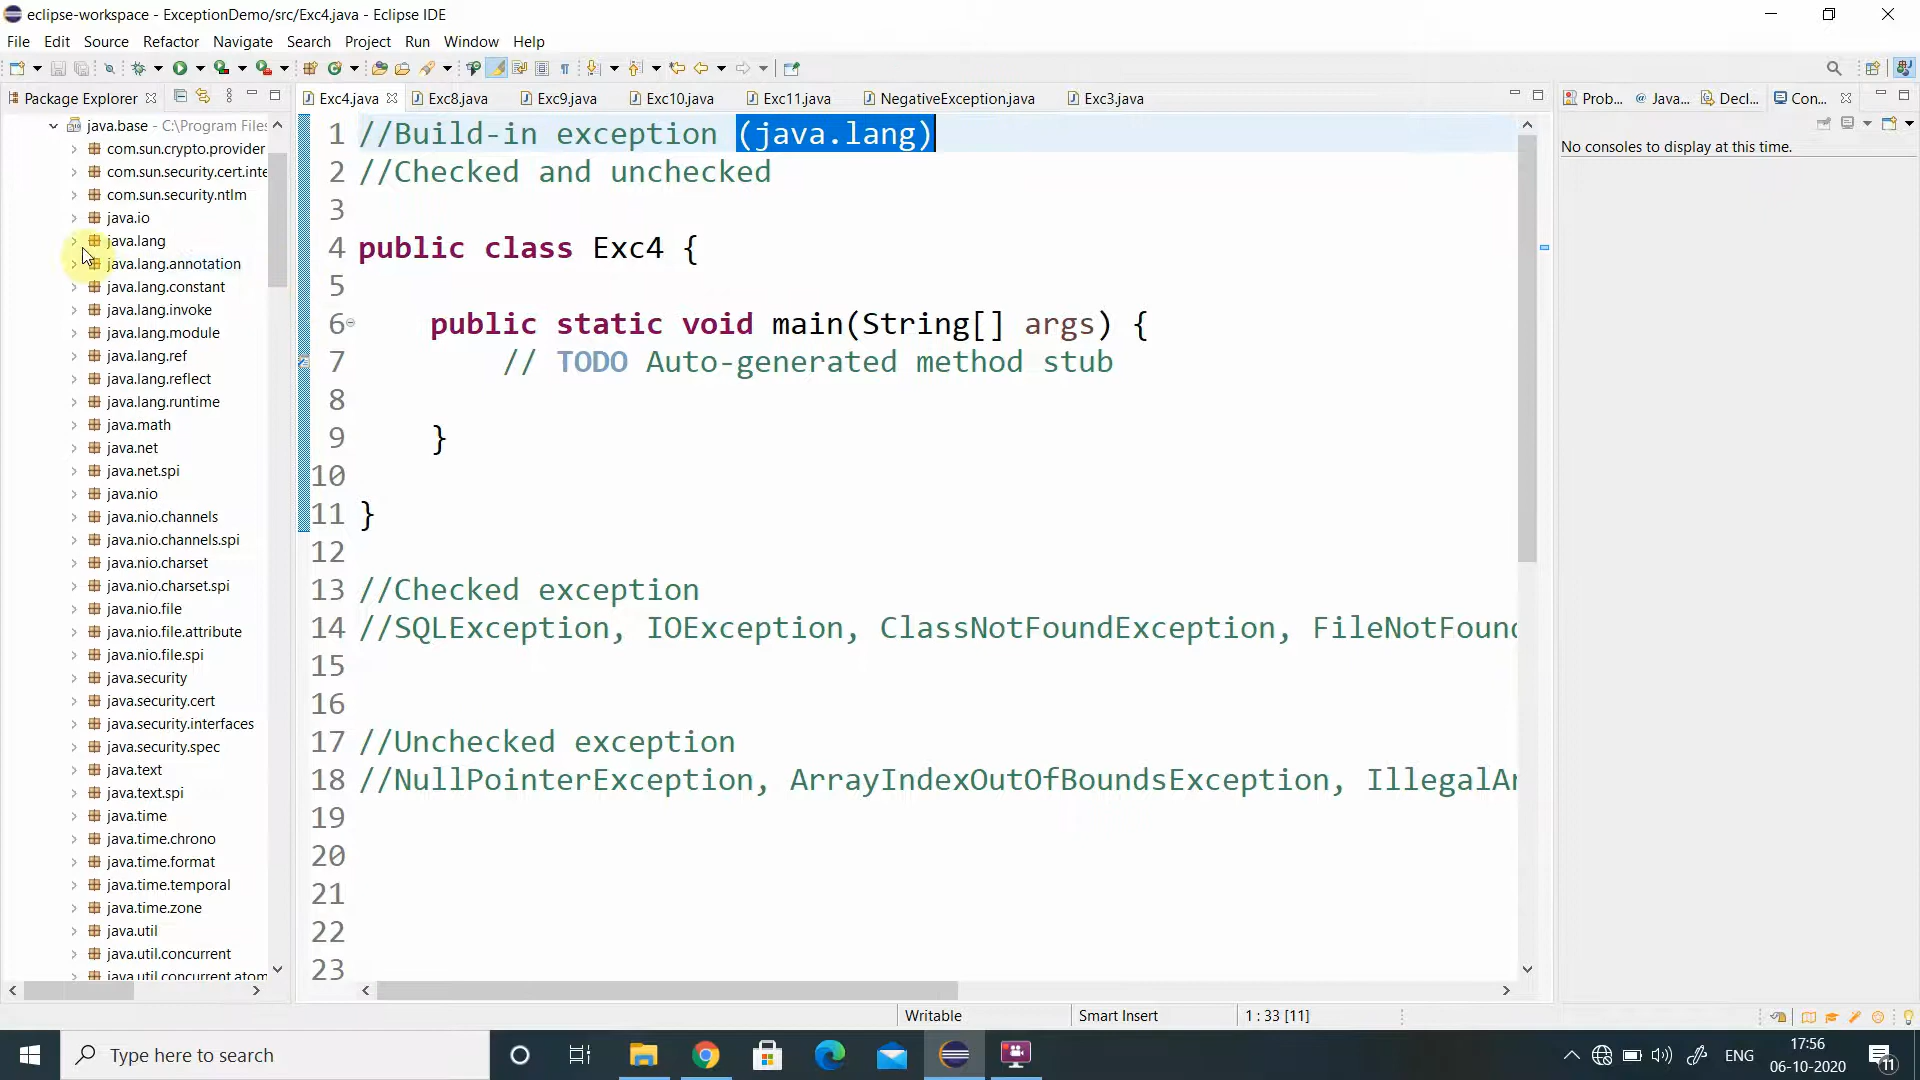 eclipse-workspace - ExceptionDemo/src/Exc4.java - Eclipse IDE
File Edit Source Refactor Navigate Search Project Run Window Help
Package Explorer
Exc4.java Exc8.java Exc9.java Exc10.java Exc11.java NegativeException.java Exc3.java
Prob... Java... Decl... Con...
java.base - C:\Program Files
com.sun.crypto.provider
com.sun.security.cert.inte
com.sun.security.ntlm
java.io
java.lang
java.lang.annotation
java.lang.constant
java.lang.invoke
java.lang.module
java.lang.ref
java.lang.reflect
java.lang.runtime
java.math
java.net
java.net.spi
java.nio
java.nio.channels
java.nio.channels.spi
java.nio.charset
java.nio.charset.spi
java.nio.file
java.nio.file.attribute
java.nio.file.spi
java.security
java.security.cert
java.security.interfaces
java.security.spec
java.text
java.text.spi
java.time
java.time.chrono
java.time.format
java.time.temporal
java.time.zone
java.util
java.util.concurrent
java.util.concurrent.atom
1 //Build-in exception (java.lang)
2 //Checked and unchecked
3
4 public class Exc4 {
5
6 public static void main(String[] args) {
7 // TODO Auto-generated method stub
8
9 }
10
11 }
12
13 //Checked exception
14 //SQLException, IOException, ClassNotFoundException, FileNotFound
15
16
17 //Unchecked exception
18 //NullPointerException, ArrayIndexOutOfBoundsException, IllegalAr
19
20
21
22
23
No consoles to display at this time.
Writable Smart Insert 1 : 33 [11]
Type here to search
ENG
17:56
06-10-2020
11